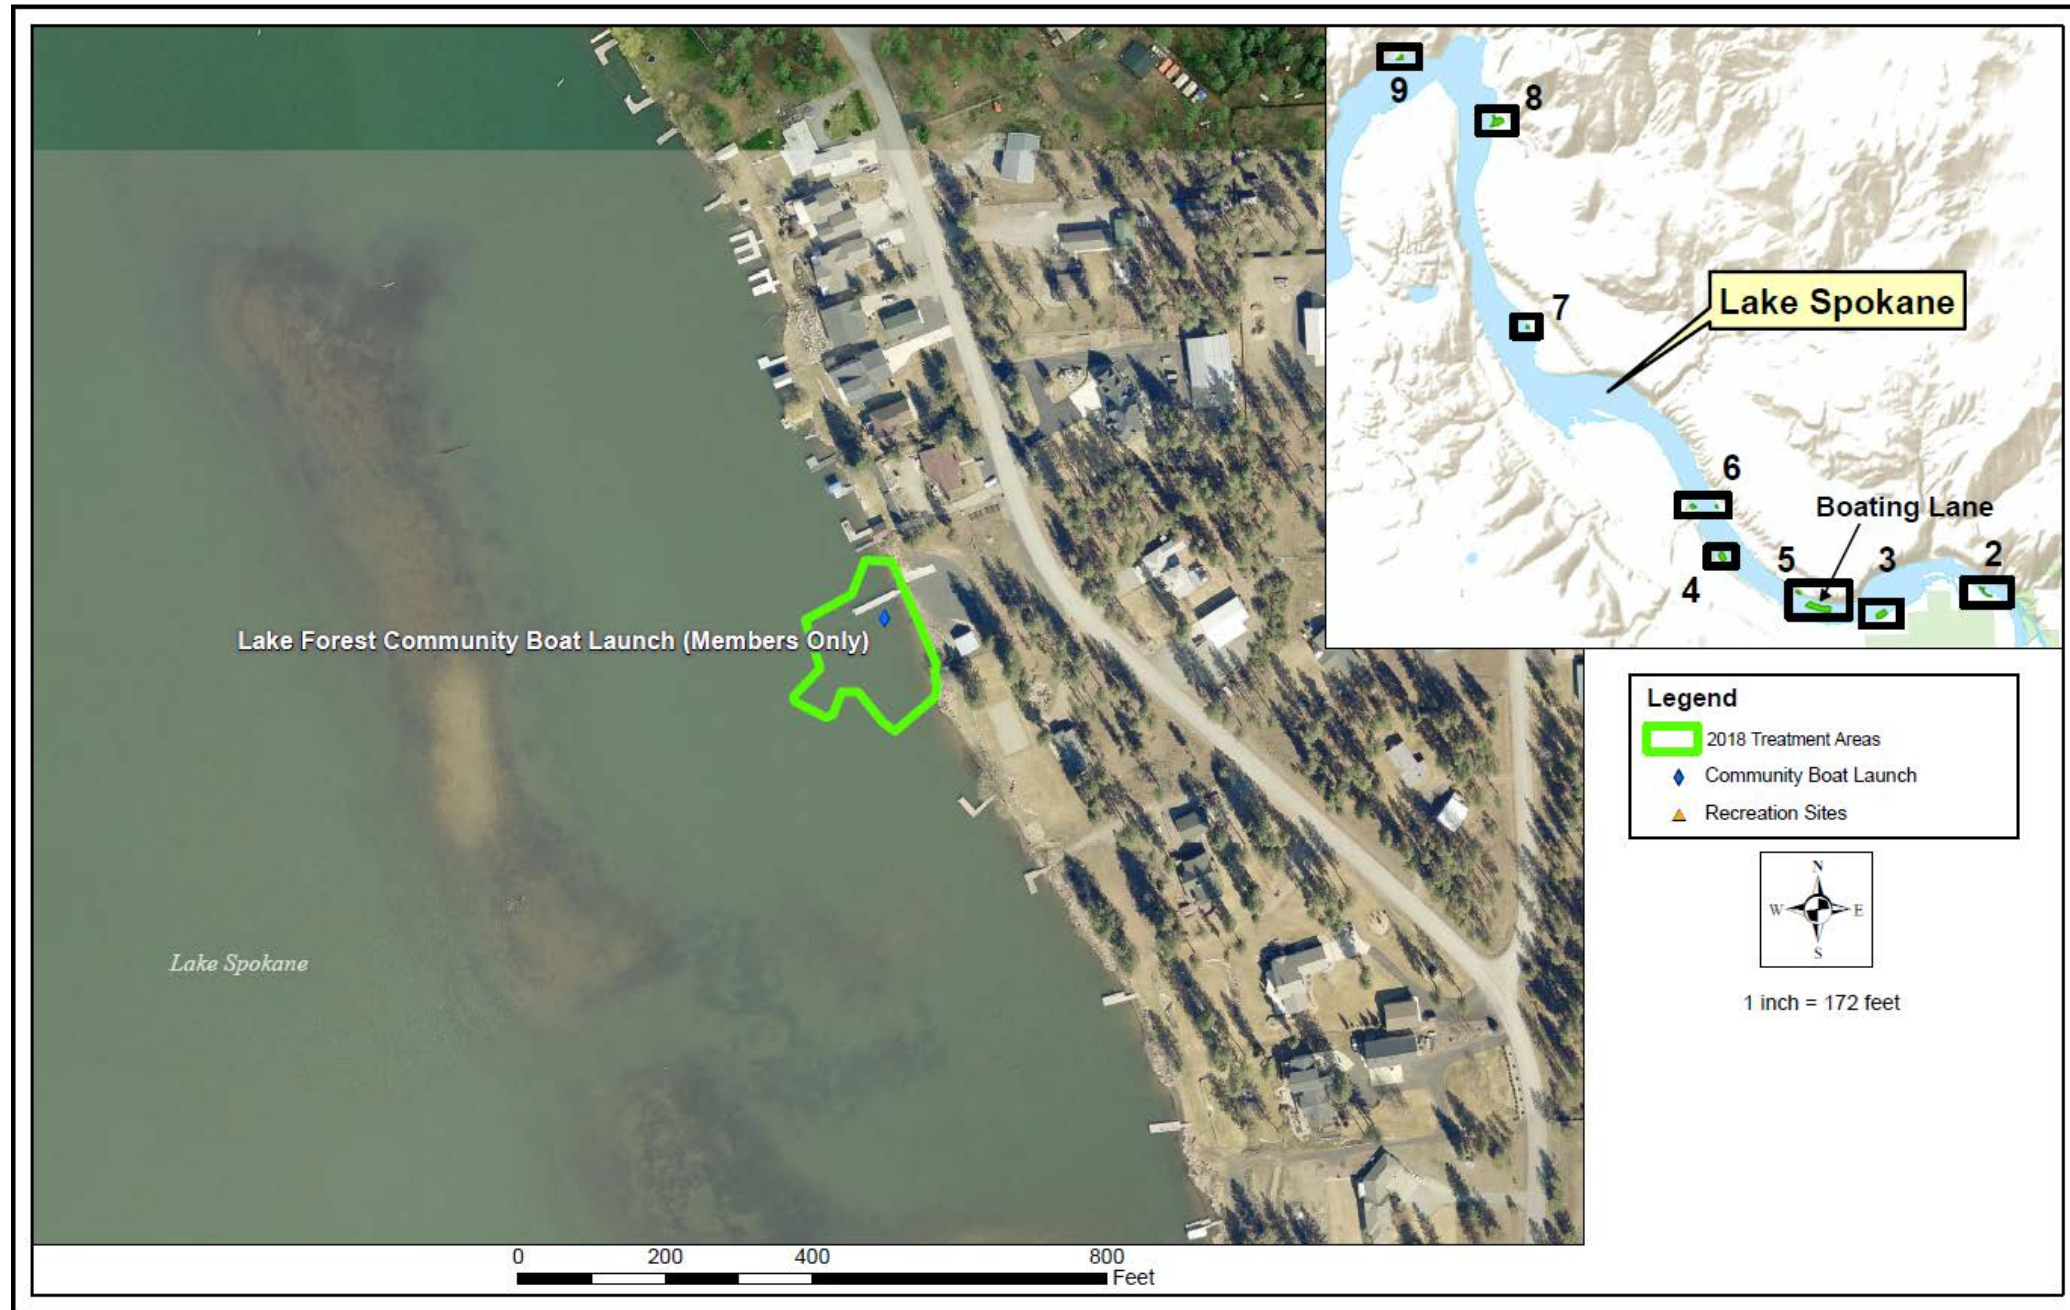 9
8
7
Lake Spokane
6
Boating Lane
5
3
2
4
Lake Forest Community Boat Launch (Members Only)
Legend
2018 Treatment Areas
Community Boat Launch
Recreation Sites
N
W E
S
1 inch = 172 feet
Lake Spokane
0 200 400 800
Feet